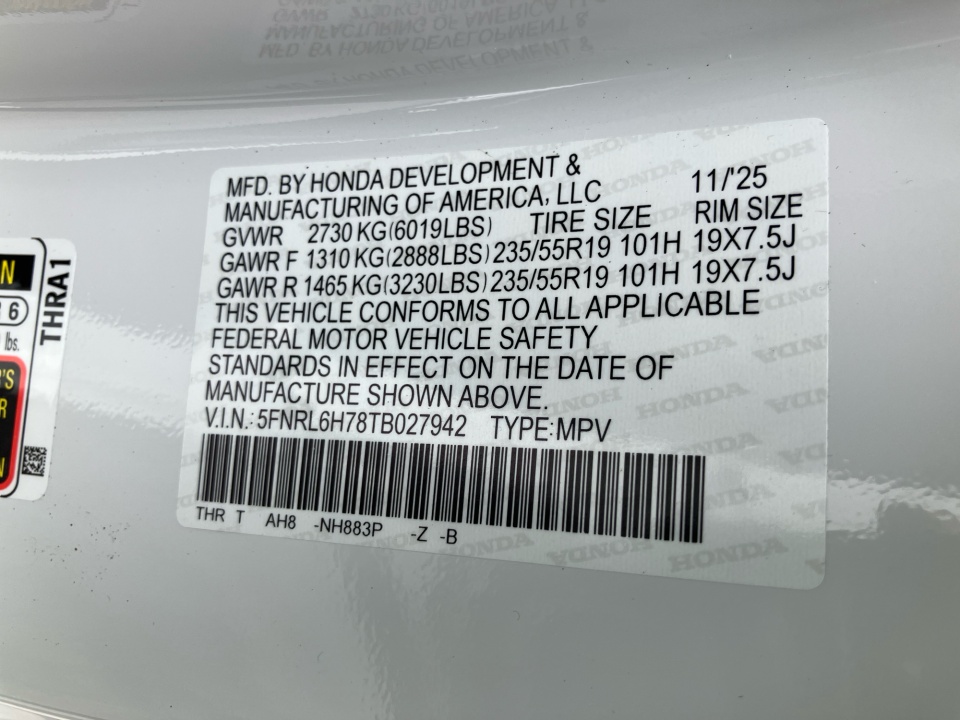 MFD. BY HONDA DEVELOPMENT &
MANUFACTURING OF AMERICA, LLC 11/'25
GVWR 2730 KG(6019LBS) TIRE SIZE RIM SIZE
GAWR F 1310 KG(2888LBS) 235/55R19 101H 19X7.5J
GAWR R 1465 KG(3230LBS) 235/55R19 101H 19X7.5J
THIS VEHICLE CONFORMS TO ALL APPLICABLE
FEDERAL MOTOR VEHICLE SAFETY
STANDARDS IN EFFECT ON THE DATE OF
MANUFACTURE SHOWN ABOVE.
V.I.N.: 5FNRL6H78TB027942 TYPE:MPV
THR T AH8 -NH883P -Z -B
THRA1
lbs.